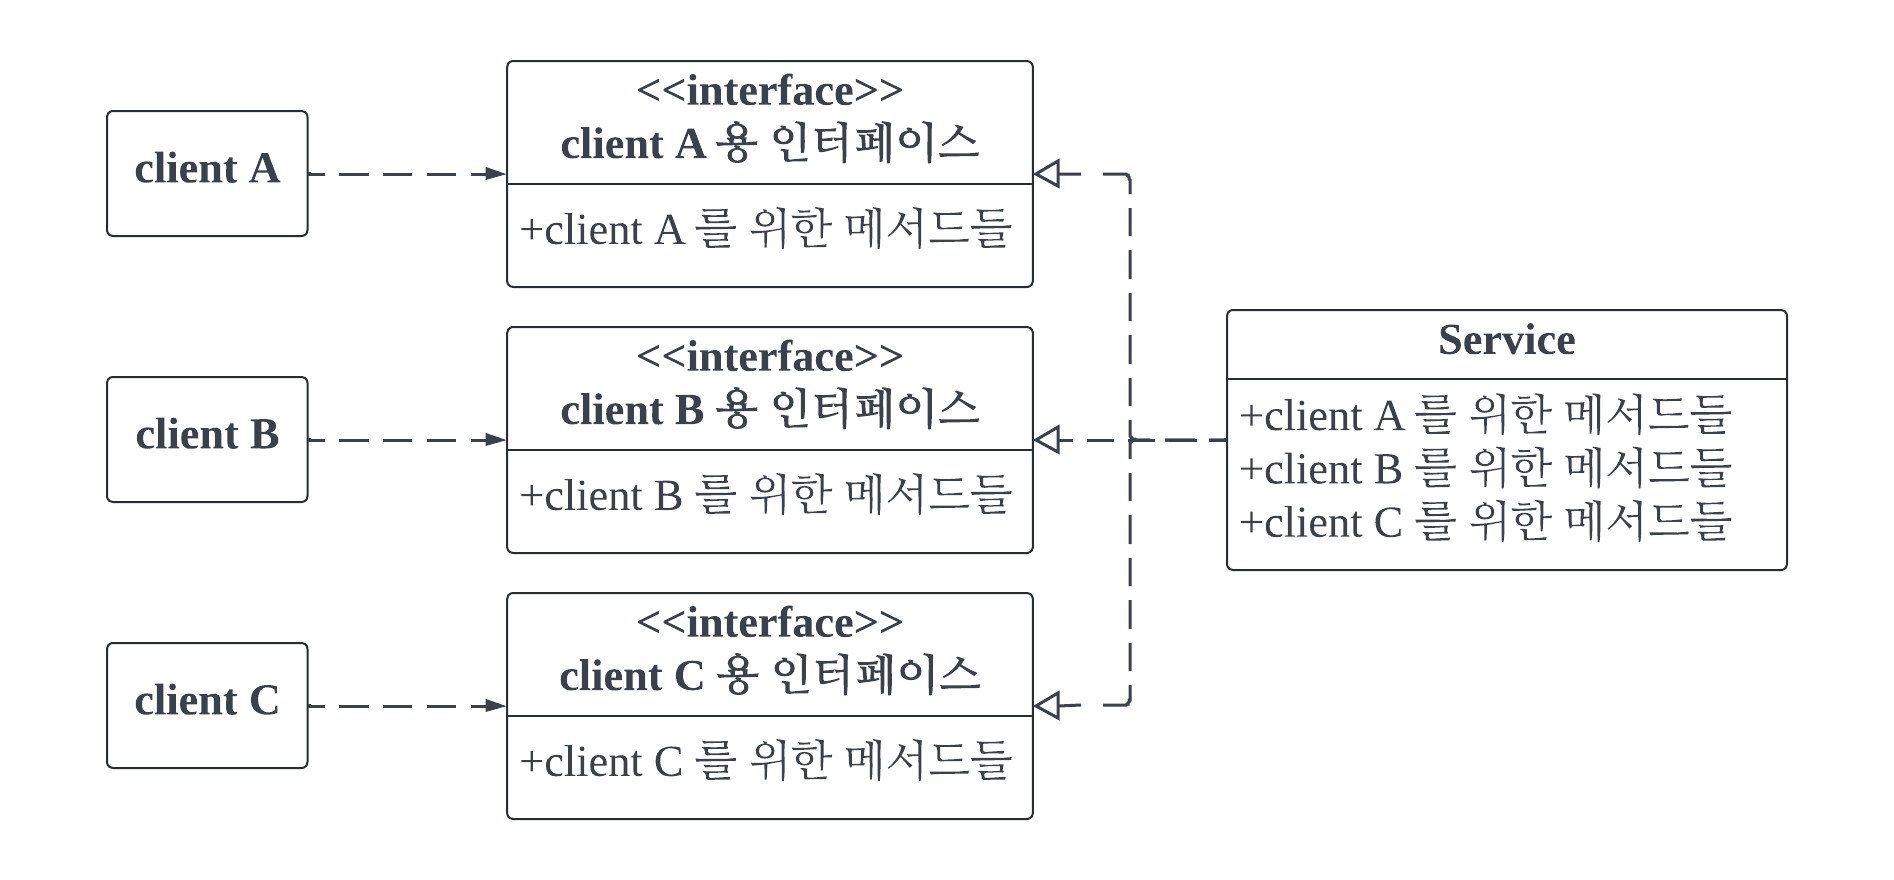 client A
<<interface>>
client A 용 인터페이스
+client A 를 위한 메서드들
client B
<<interface>>
client B 용 인터페이스
+client B 를 위한 메서드들
client C
<<interface>>
client C 용 인터페이스
+client C 를 위한 메서드들
Service
+client A 를 위한 메서드들
+client B 를 위한 메서드들
+client C 를 위한 메서드들